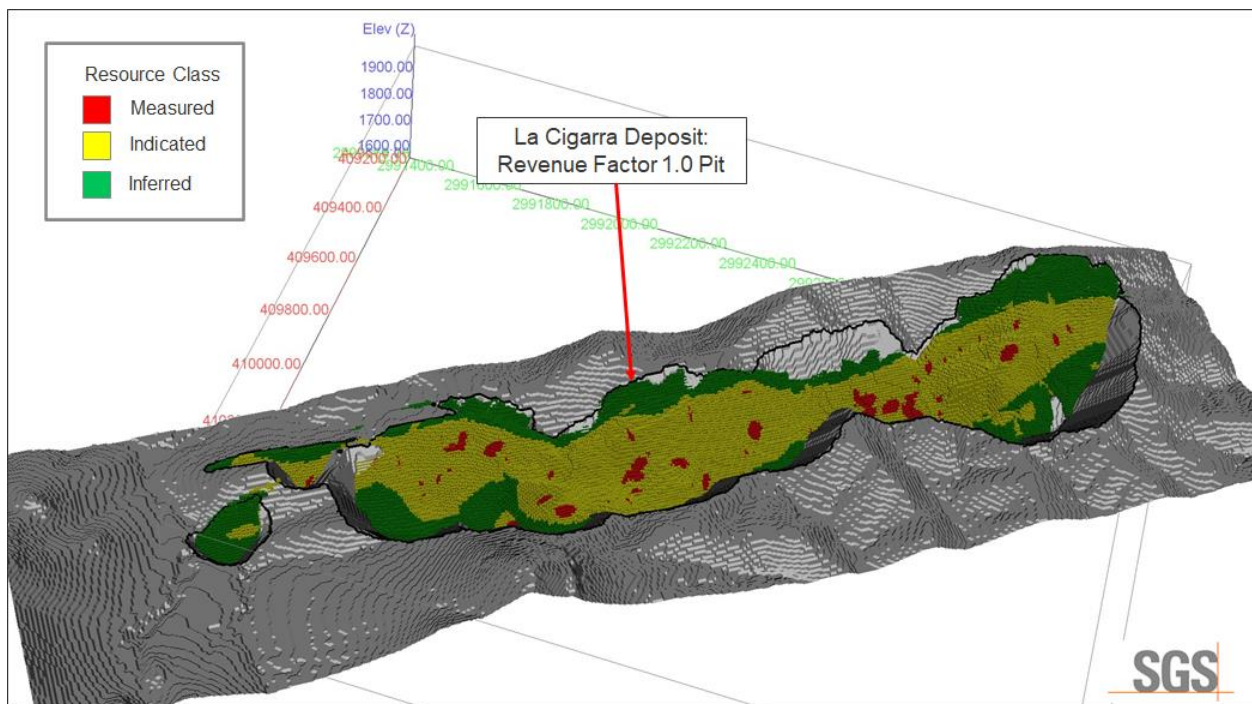 Resource Class
Measured
Indicated
Inferred
Elev (Z)
1900.00
1800.00
1700.00
1600.00
409200.00
409400.00
409600.00
409800.00
410000.00
2991400.00
2991800.00
2992000.00
2992200.00
2992400.00
La Cigarra Deposit:
Revenue Factor 1.0 Pit
SGS